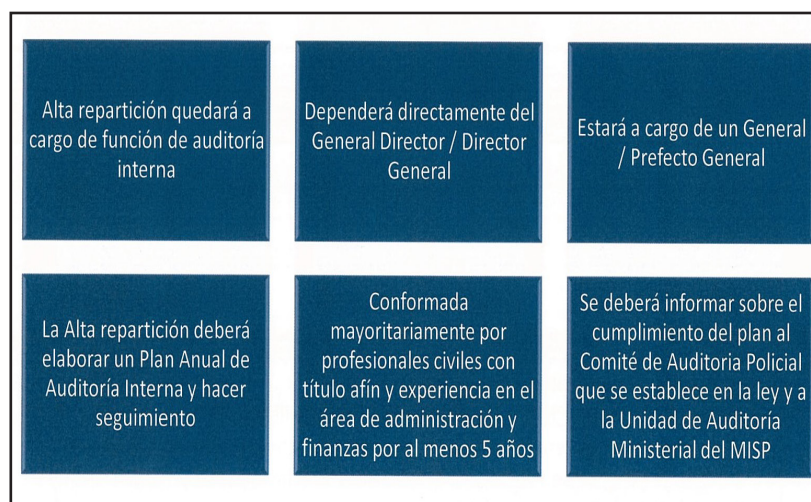 Alta repartición quedará a
cargo de función de auditoría
interna
Dependerá directamente del
General Director / Director
General
Estará a cargo de un General
/ Prefecto General
La Alta repartición deberá
elaborar un Plan Anual de
Auditoría Interna y hacer
seguimiento
Conformada
mayoritariamente por
profesionales civiles con
título afín y experiencia en el
área de administración y
finanzas por al menos 5 años
Se deberá informar sobre el
cumplimiento del plan al
Comité de Auditoria Policial
que se establece en la ley y a
la Unidad de Auditoría
Ministerial del MISP